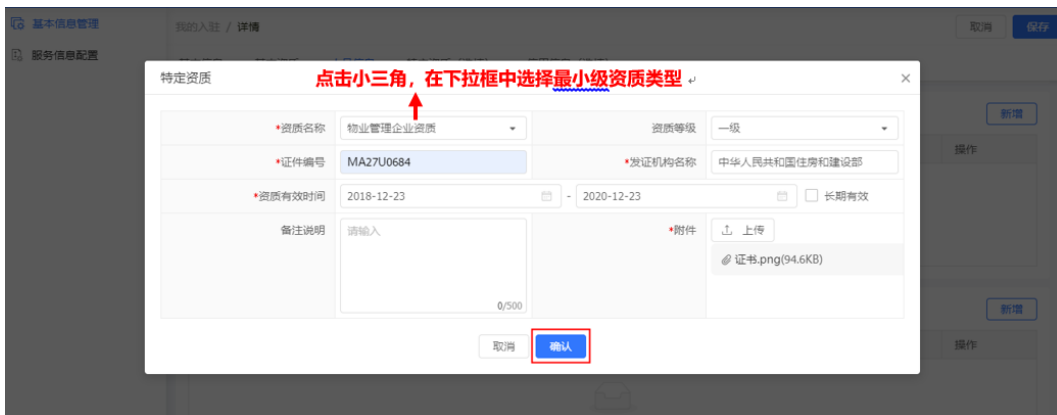 基本信息管理
我的入驻 / 详情
取消
保存
服务信息配置
特定资质
点击小三角，在下拉框中选择最小级资质类型
×
新增
*资质名称
物业管理企业资质
资质等级
一级
操作
*证件编号
MA27U0684
*发证机构名称
中华人民共和国住房和建设部
*资质有效时间
2018-12-23
-
2020-12-23
长期有效
备注说明
请输入
0/500
*附件
上传
证书.png(94.6KB)
新增
取消
确认
操作